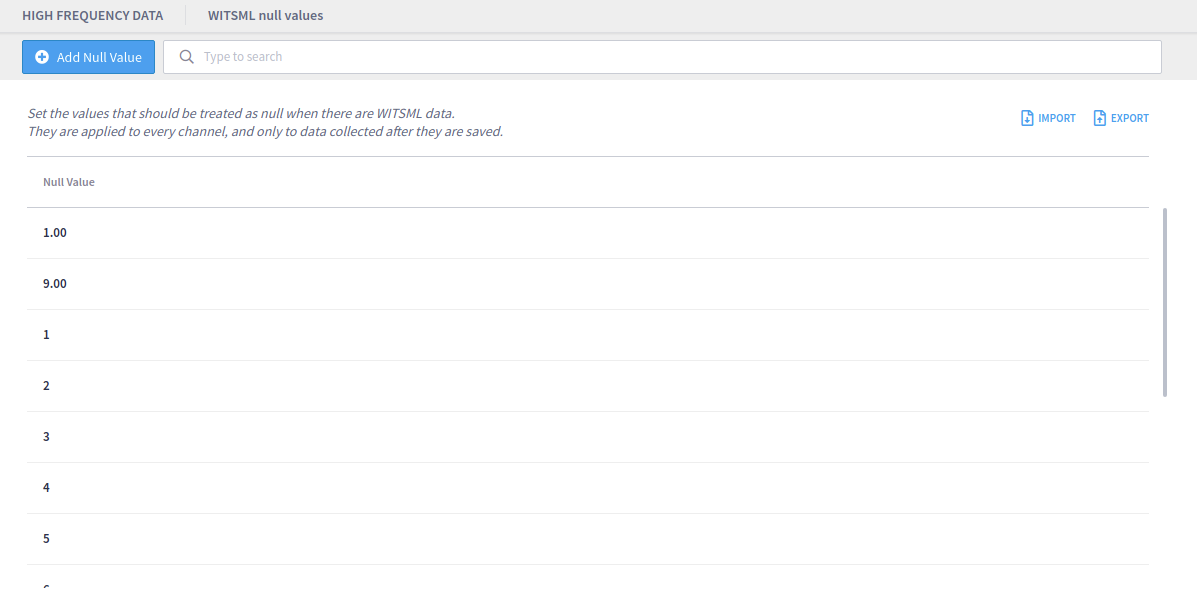 HIGH FREQUENCY DATA
WITSML null values
Add Null Value
Type to search
Set the values that should be treated as null when there are WITSML data.
They are applied to every channel, and only to data collected after they are saved.
IMPORT
EXPORT
Null Value
1.00
9.00
1
2
3
4
5